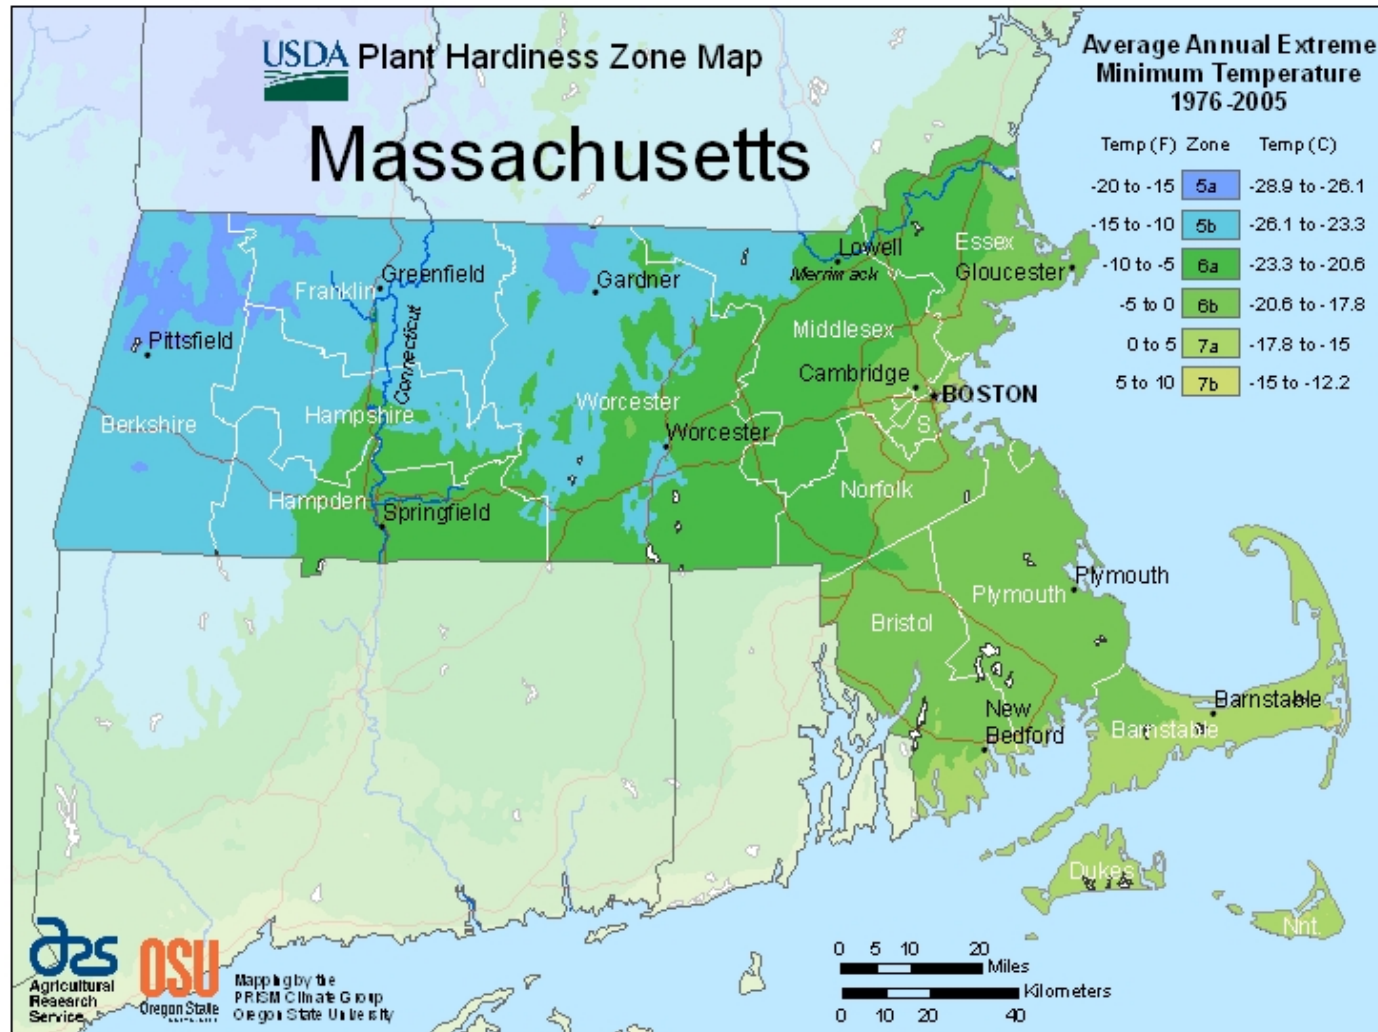 USDA Plant Hardiness Zone Map
Massachusetts
Average Annual Extreme
Minimum Temperature
1976-2005
Temp (F) Zone Temp (C)
-20 to -15 5a -28.9 to -26.1
-15 to -10 5b -26.1 to -23.3
-10 to -5 6a -23.3 to -20.6
-5 to 0 6b -20.6 to -17.8
0 to 5 7a -17.8 to -15
5 to 10 7b -15 to -12.2
Lowell
Essex
Merrimack
Gloucester
Greenfield
Franklin
Gardner
Connecticut
Middlesex
Pittsfield
Cambridge
BOSTON
Berkshire
Hampshire
Worcester
S.
Worcester
Hampden
Norfolk
Springfield
Plymouth
Plymouth
Bristol
New
Bedford
Barnstable
Barnstable
Dukes
Nnt.
ars
Agricultural
Research
Service
OSU
Oregon State
Mapping by the
PRISM Climate Group
Oregon State University
0 5 10 20
Miles
Kilometers
0 10 20 40